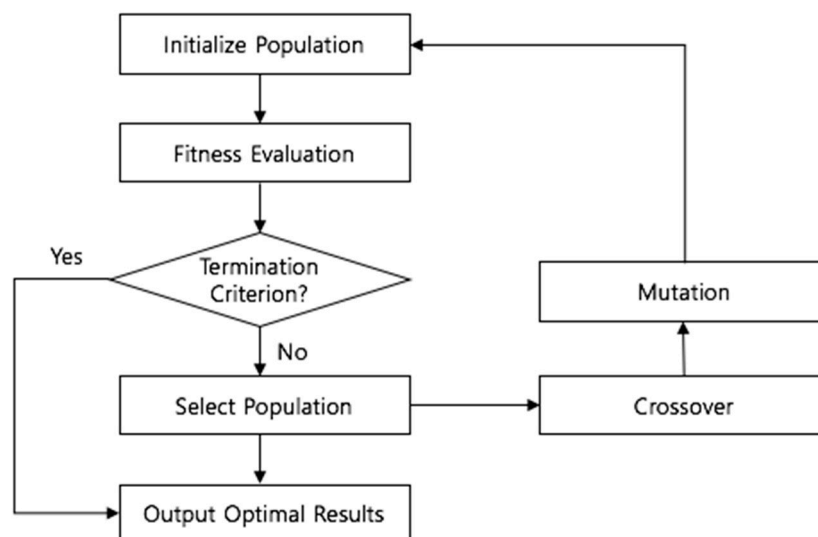 Initialize Population
Fitness Evaluation
Yes
Termination
Criterion?
Mutation
No
Select Population
Crossover
Output Optimal Results